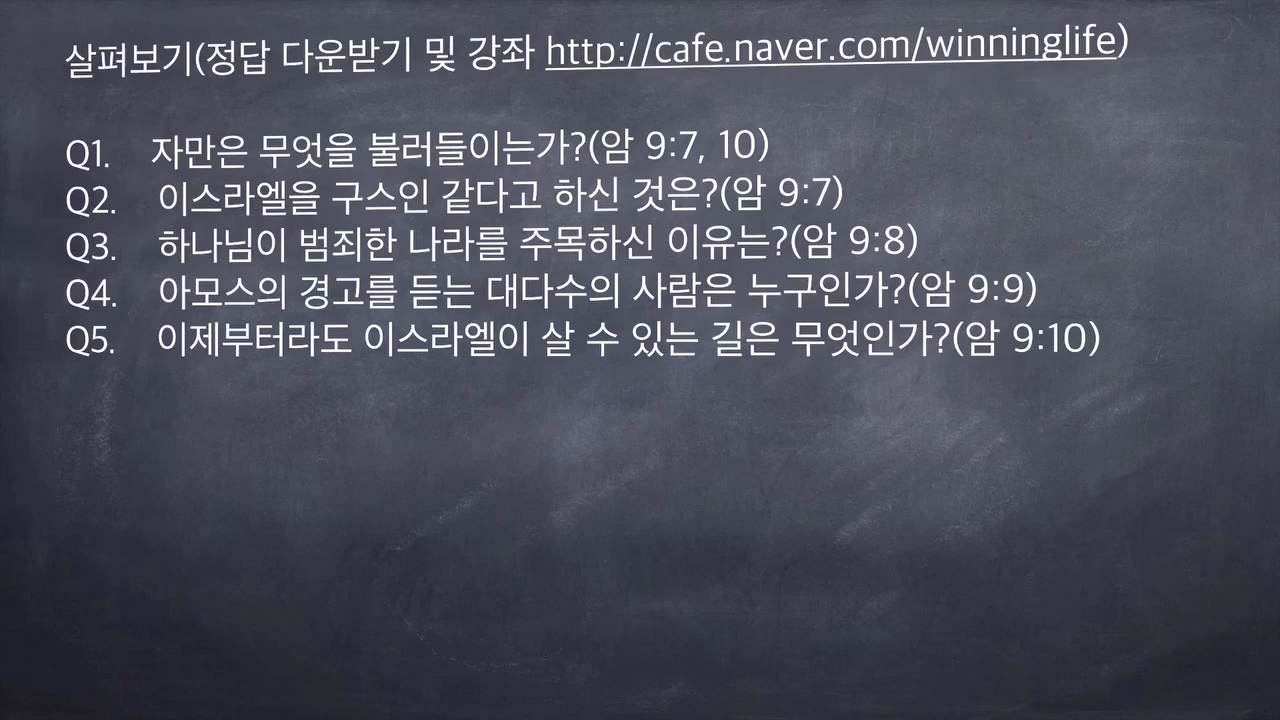 살펴보기(정답 다운받기 및 강좌 http://cafe.naver.com/winninglife)
Q1. 자만은 무엇을 불러들이는가?(암 9:7, 10)
Q2. 이스라엘을 구스인 같다고 하신 것은?(암 9:7)
Q3. 하나님이 범죄한 나라를 주목하신 이유는?(암 9:8)
Q4. 아모스의 경고를 듣는 대다수의 사람은 누구인가?(암 9:9)
Q5. 이제부터라도 이스라엘이 살 수 있는 길은 무엇인가?(암 9:10)